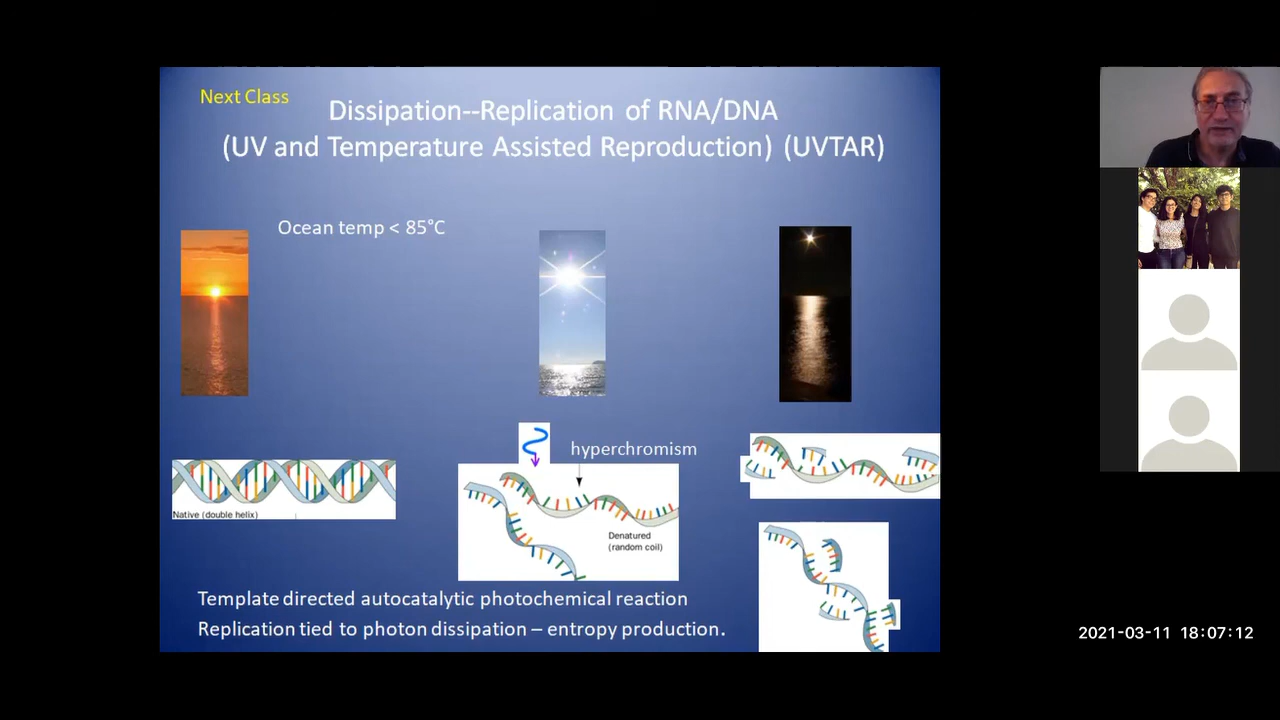 Next Class
Dissipation--Replication of RNA/DNA
(UV and Temperature Assisted Reproduction) (UVTAR)
Ocean temp < 85°C
hyperchromism
Native (double helix)
Denatured
(random coil)
Template directed autocatalytic photochemical reaction
Replication tied to photon dissipation – entropy production.
2021-03-11 18:07:12